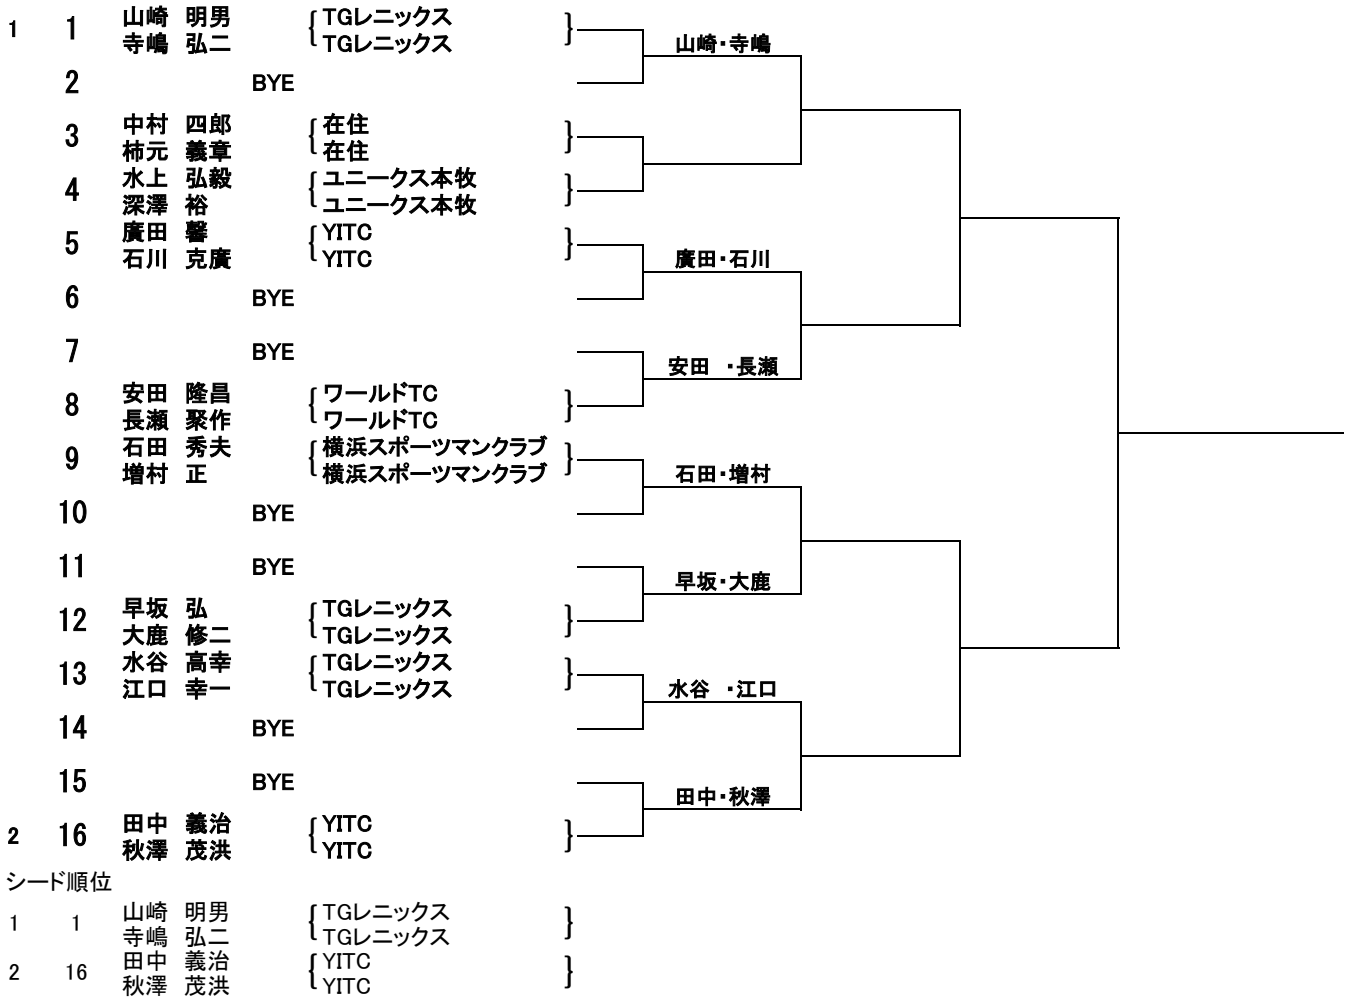 1 1 山崎 明男 { TGレニックス }
寺嶋 弘二 TGレニックス
山崎・寺嶋
2 BYE
3 中村 四郎 { 在住 }
柿元 義章 在住
4 水上 弘毅 { ユニークス本牧 }
深澤 裕 ユニークス本牧
5 廣田 馨 { YITC }
石川 克廣 YITC
廣田・石川
6 BYE
7 BYE
安田 ・長瀬
8 安田 隆昌 { ワールドTC }
長瀬 聚作 ワールドTC
9 石田 秀夫 { 横浜スポーツマンクラブ }
増村 正 横浜スポーツマンクラブ
石田・増村
10 BYE
11 BYE
早坂・大鹿
12 早坂 弘 { TGレニックス }
大鹿 修二 TGレニックス
13 水谷 高幸 { TGレニックス }
江口 幸一 TGレニックス
水谷 ・江口
14 BYE
15 BYE
田中・秋澤
2 16 田中 義治 { YITC }
秋澤 茂洪 YITC
シード順位
1 1 山崎 明男 { TGレニックス }
寺嶋 弘二 TGレニックス
2 16 田中 義治 { YITC }
秋澤 茂洪 YITC